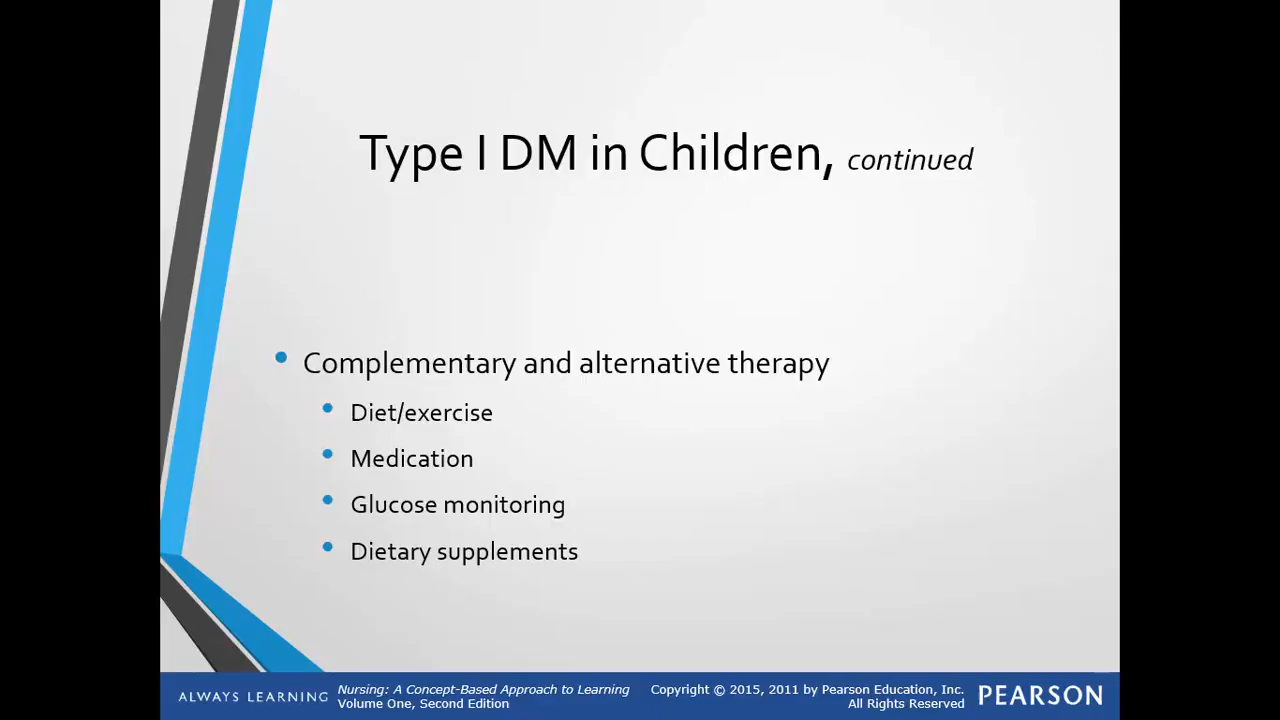 Type I DM in Children, continued
• Complementary and alternative therapy
• Diet/exercise
• Medication
• Glucose monitoring
• Dietary supplements
ALWAYS LEARNING
Nursing: A Concept-Based Approach to Learning
Volume One, Second Edition
Copyright © 2015, 2011 by Pearson Education, Inc.
All Rights Reserved
PEARSON